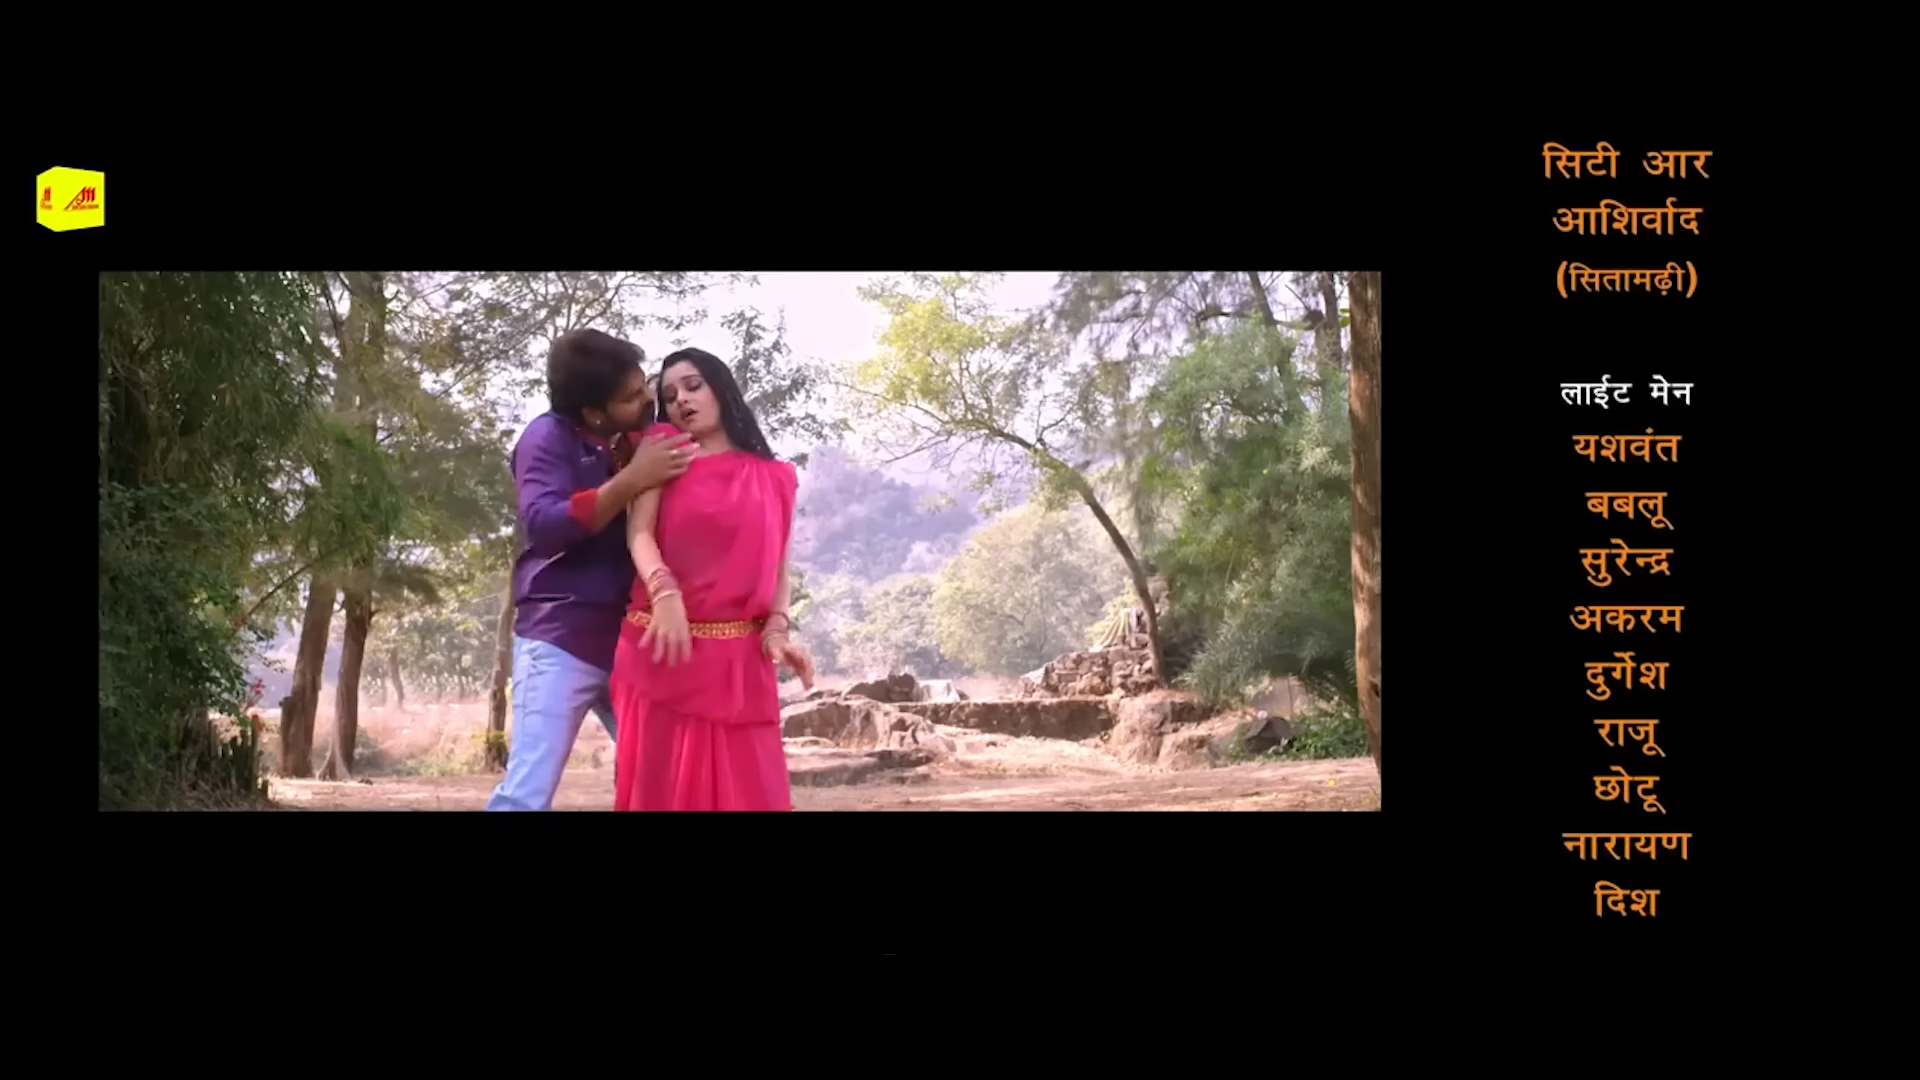 सिटी आर
आशिर्वाद
(सितामढ़ी)
लाईट मेन
यशवंत
बबलू
सुरेन्द्र
अकरम
दुर्गेश
राजू
छोटू
नारायण
दिश